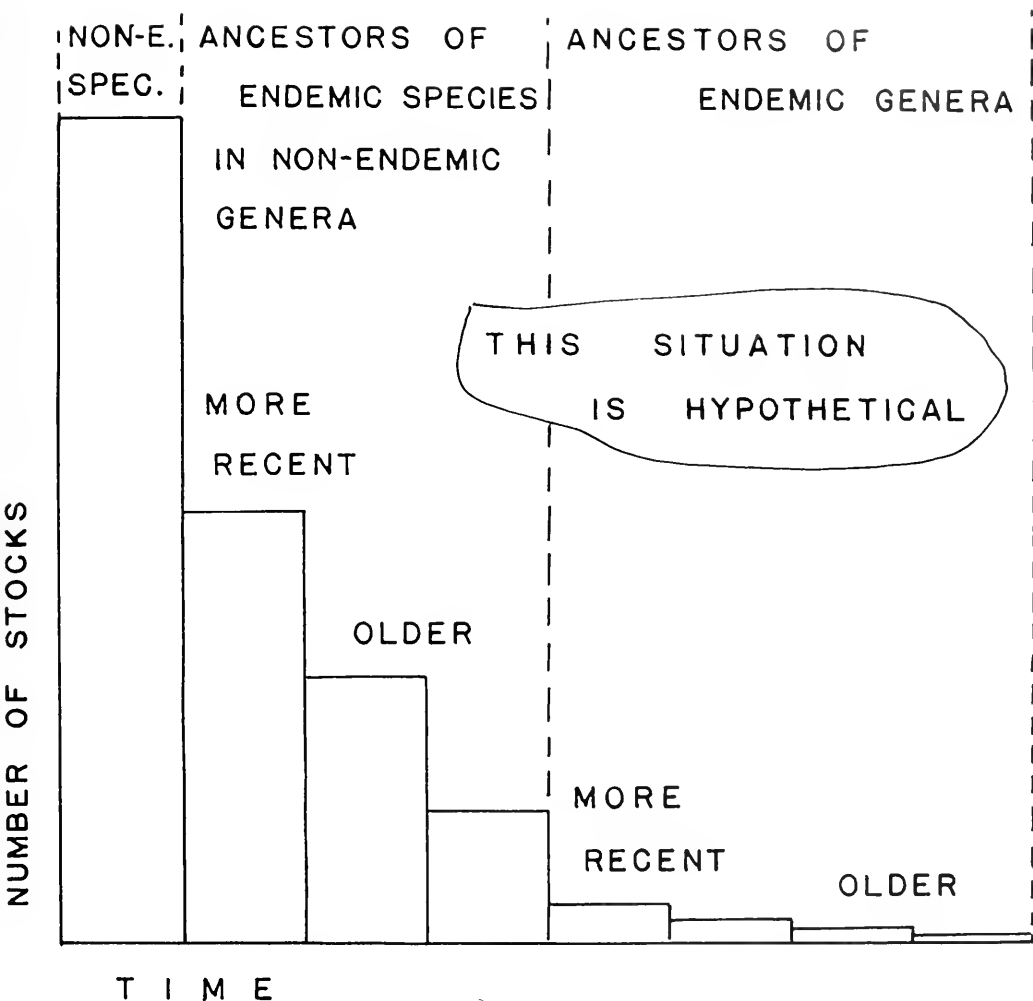 NON-E.
SPEC.
ANCESTORS OF
ENDEMIC SPECIES
IN NON-ENDEMIC
GENERA
ANCESTORS OF
ENDEMIC GENERA
THIS SITUATION
IS HYPOTHETICAL
MORE
RECENT
OLDER
MORE
RECENT
OLDER
NUMBER OF STOCKS
TIME